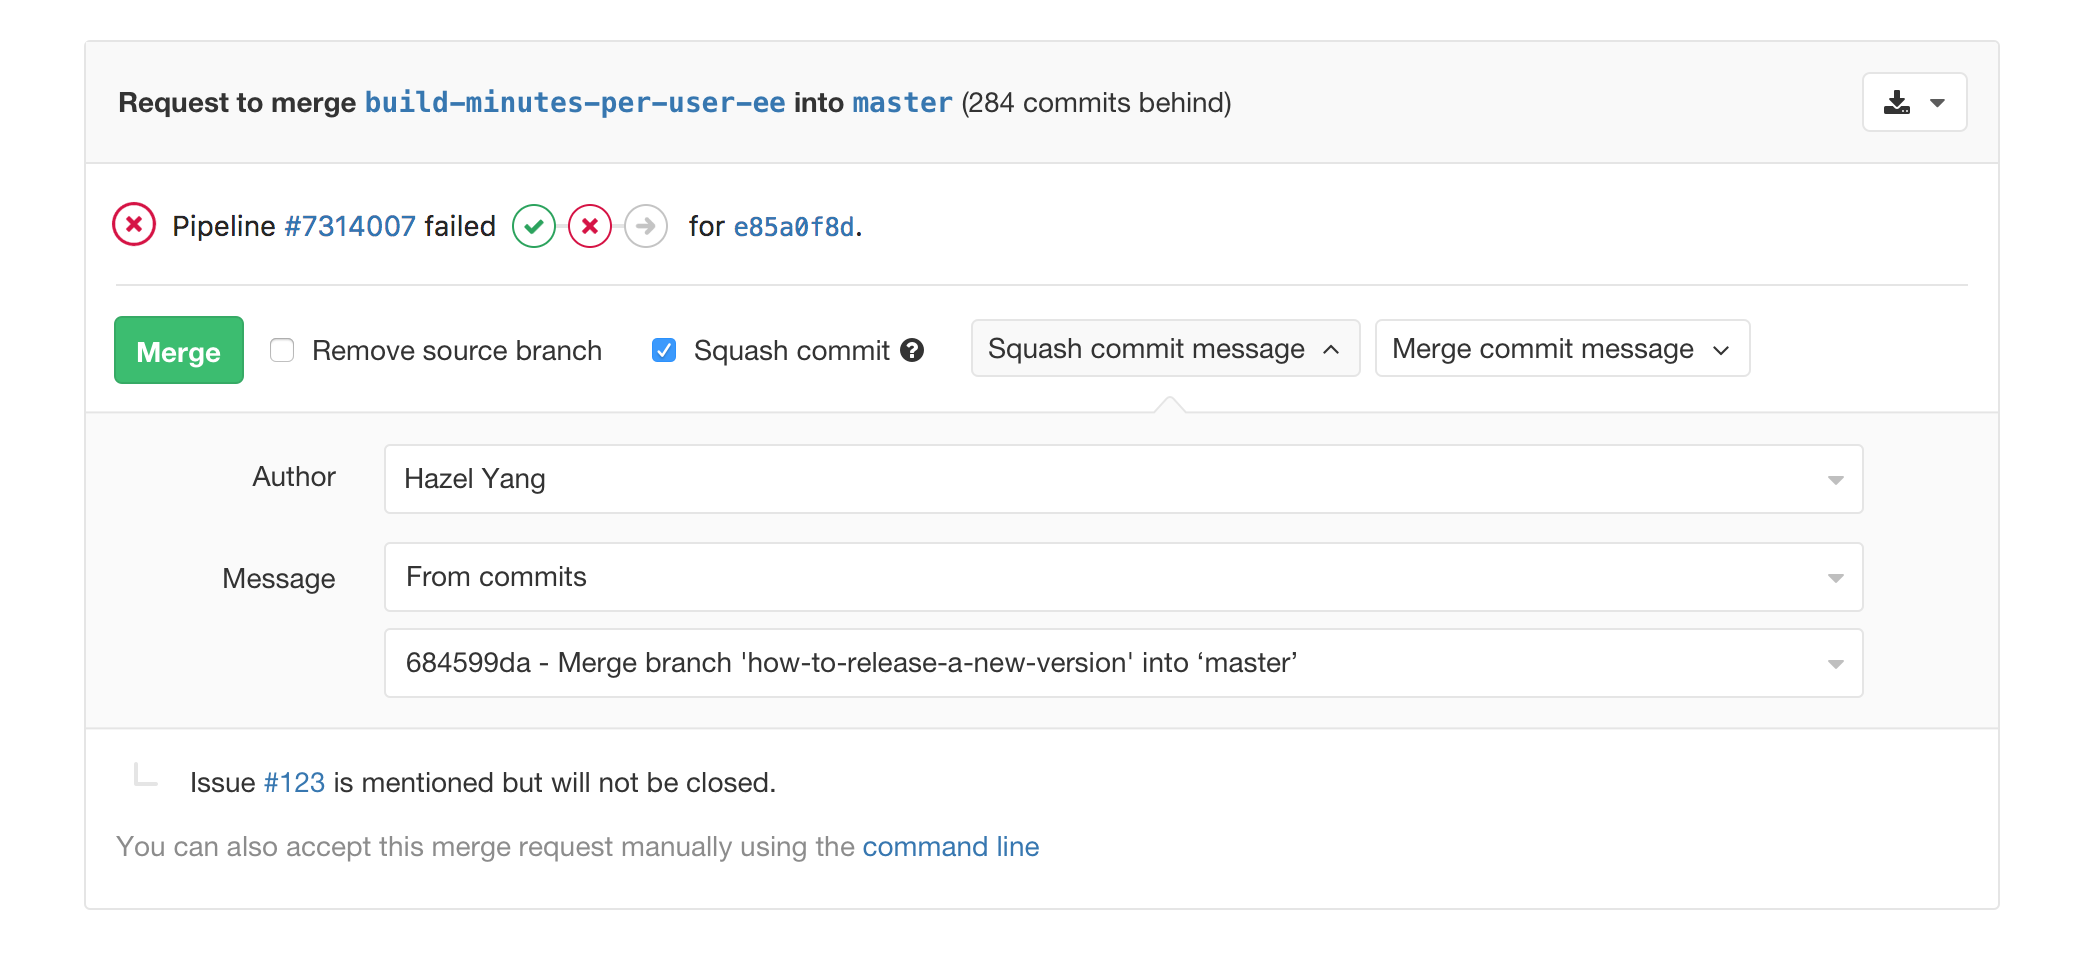 Request to merge build-minutes-per-user-ee into master (284 commits behind)
Pipeline #7314007 failed for e85a0f8d.
Merge Remove source branch Squash commit Squash commit message Merge commit message
Author Hazel Yang
Message From commits
684599da - Merge branch 'how-to-release-a-new-version' into ‘master’
Issue #123 is mentioned but will not be closed.
You can also accept this merge request manually using the command line